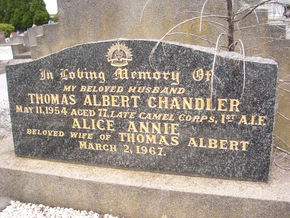 In Loving Memory Of
MY BELOVED HUSBAND
THOMAS ALBERT CHANDLER
MAY 11, 1954, AGED 77, LATE CAMEL CORPS, 1ST A.I.F.
ALICE ANNIE
BELOVED WIFE OF THOMAS ALBERT
MARCH 2, 1967.